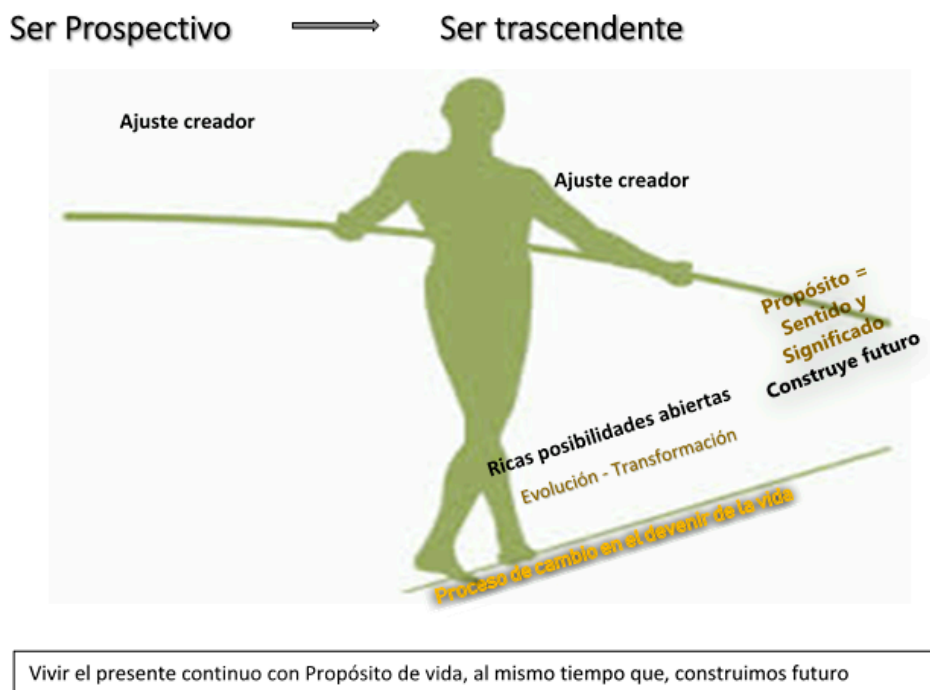 Ser Prospectivo
Ser trascendente
Ajuste creador
Ajuste creador
Propósito =
Sentido y
Significado
Construye futuro
Ricas posibilidades abiertas
Evolución - Transformación
Proceso de cambio en el devenir de la vida
Vivir el presente continuo con Propósito de vida, al mismo tiempo que, construimos futuro